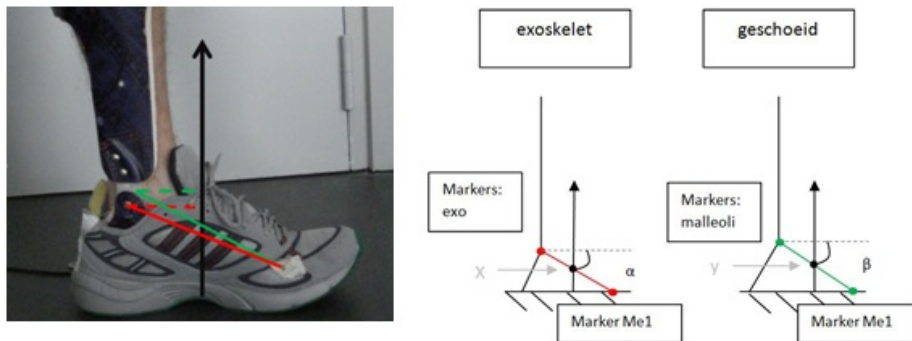 exoskelet
geschoeid
Markers:
exo
Markers:
malleoli
X
α
y
β
Marker Me1
Marker Me1